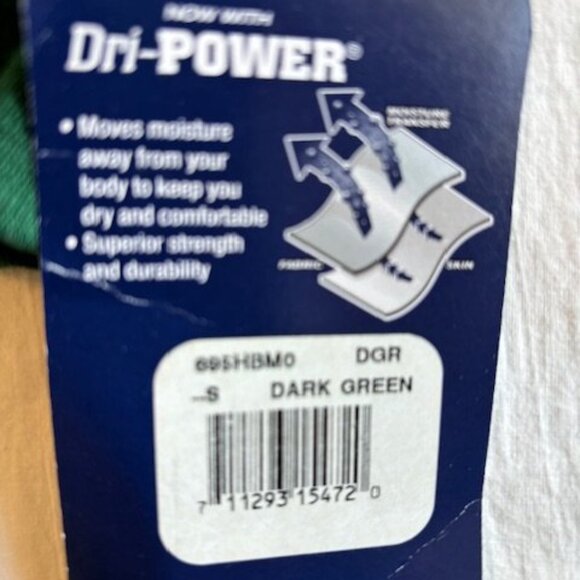 NOW WITH
Dri-POWER®
• Moves moisture
away from your
body to keep you
dry and comfortable
• Superior strength
and durability
MOISTURE
TRANSFER
FABRIC
SKIN
695HBM0 DGR
S DARK GREEN
7 11293 15472 0